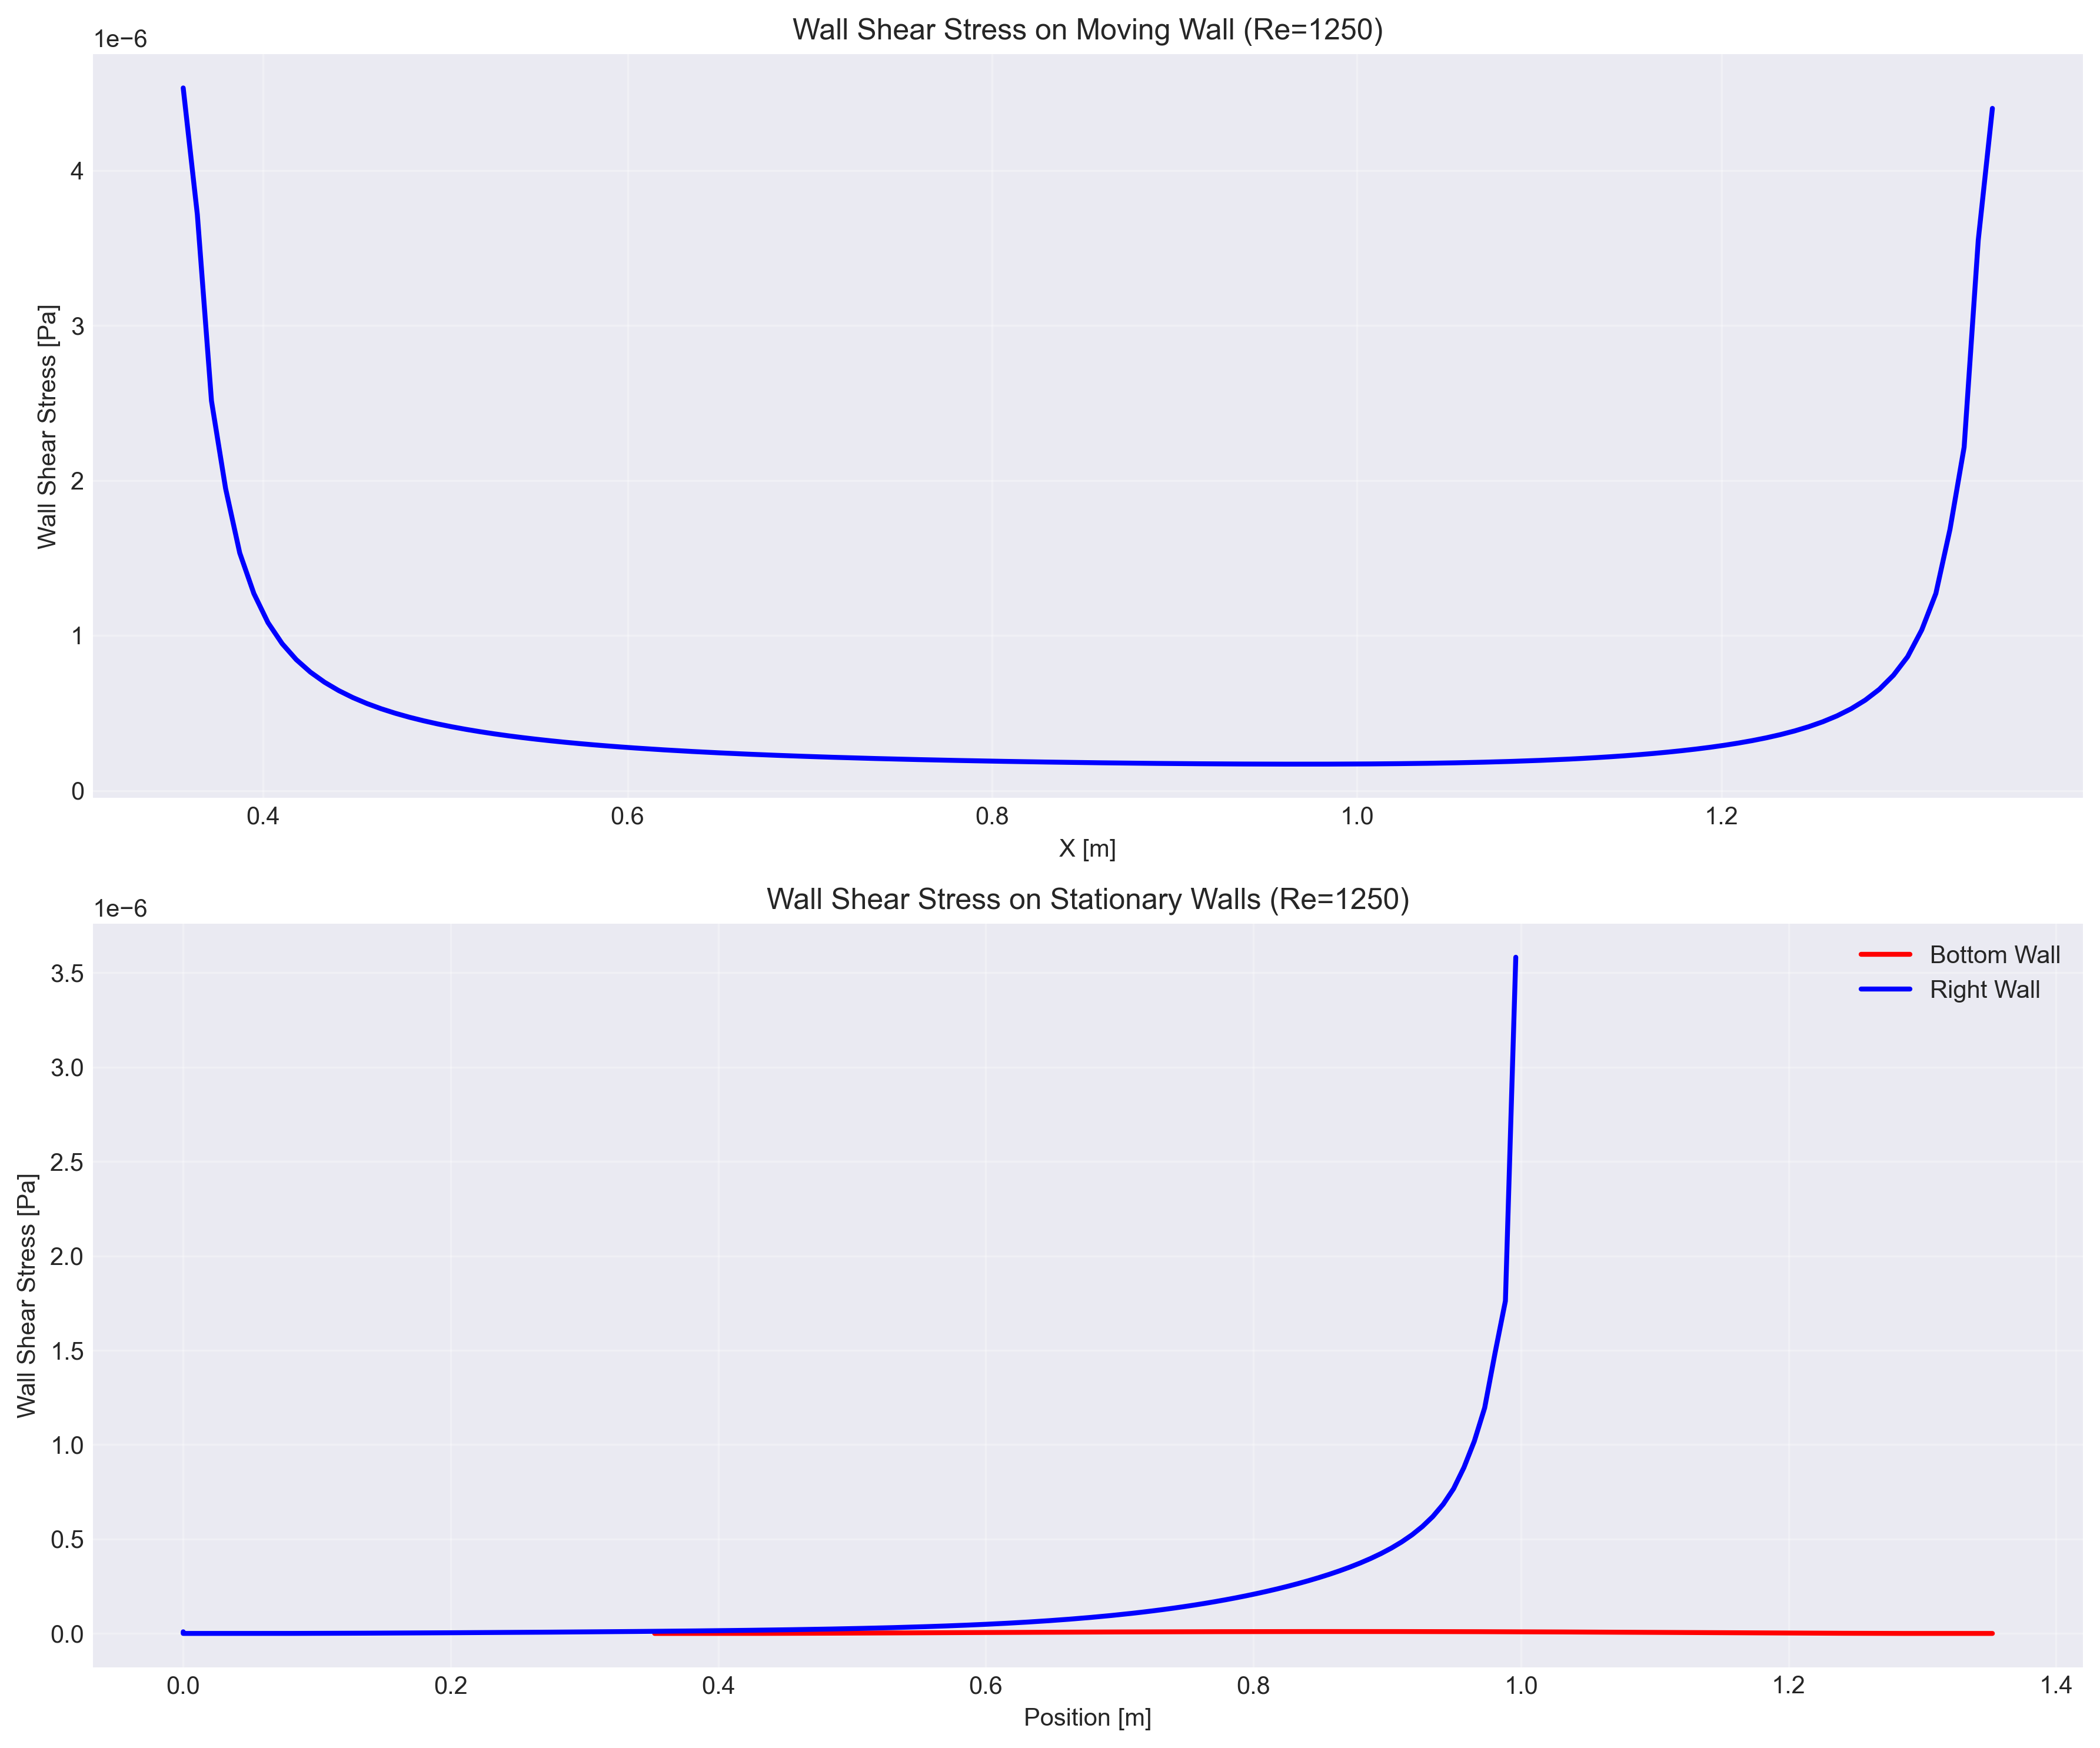 Wall Shear Stress on Moving Wall (Re=1250)
1e−6
4
3
2
1
0
Wall Shear Stress [Pa]
0.4 0.6 0.8 1.0 1.2
X [m]
Wall Shear Stress on Stationary Walls (Re=1250)
1e−6
Bottom Wall
Right Wall
3.5
3.0
2.5
2.0
1.5
1.0
0.5
0.0
Wall Shear Stress [Pa]
0.0 0.2 0.4 0.6 0.8 1.0 1.2 1.4
Position [m]